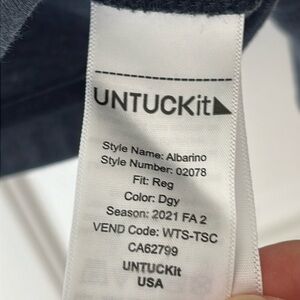 UNTUCKit
Style Name: Albarino
Style Number: 02078
Fit: Reg
Color: Dgy
Season: 2021 FA 2
VEND Code: WTS-TSC
CA62799
UNTUCKit
USA